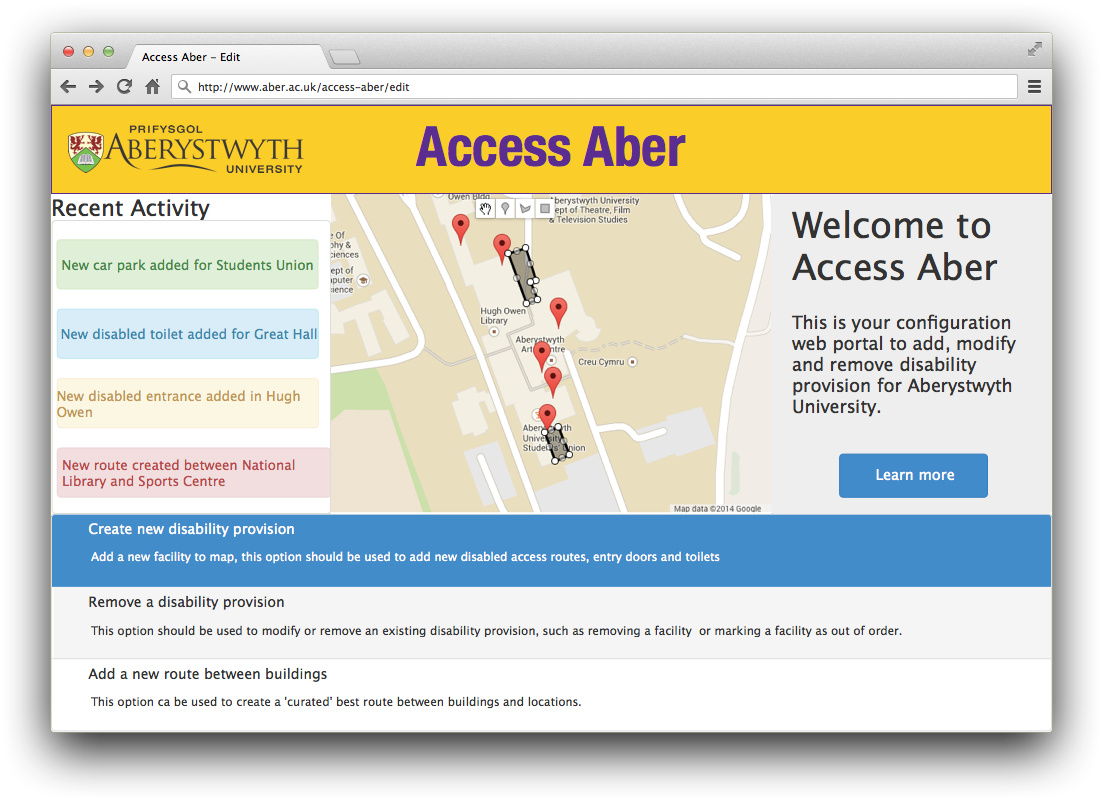 Access Aber – Edit
http://www.aber.ac.uk/access-aber/edit
PRIFYSGOL
ABERYSTWYTH
UNIVERSITY
Access Aber
Recent Activity
New car park added for Students Union
New disabled toilet added for Great Hall
New disabled entrance added in Hugh
Owen
New route created between National
Library and Sports Centre
Owen Bldg
Aberystwyth University
Dept of Theatre, Film
& Television Studies
Of
phy &
ciences
ept of
puter
ience
Hugh Owen
Library
Aberystwyth
Arts Centre
Creu Cymru
Aberystwyth
University
Students' Union
Map data ©2014 Google
Welcome to
Access Aber
This is your configuration
web portal to add, modify
and remove disability
provision for Aberystwyth
University.
Learn more
Create new disability provision
Add a new facility to map, this option should be used to add new disabled access routes, entry doors and toilets
Remove a disability provision
This option should be used to modify or remove an existing disability provision, such as removing a facility  or marking a facility as out of order.
Add a new route between buildings
This option ca be used to create a 'curated' best route between buildings and locations.